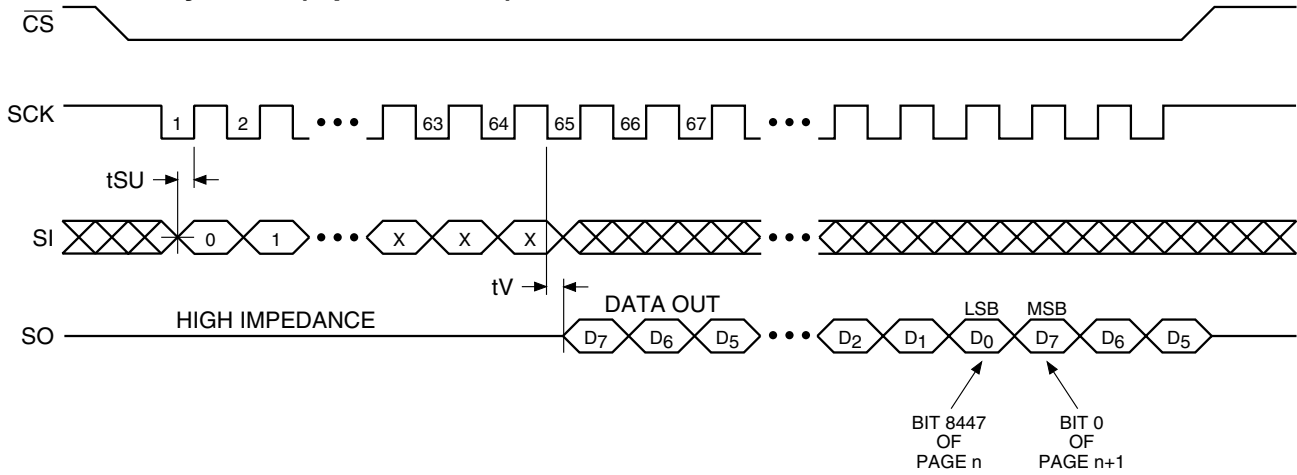 CS
SCK
1 2 ••• 63 64 65 66 67 •••
tSU
SI
0 1 ••• X X X •••
tV
DATA OUT
HIGH IMPEDANCE
LSB MSB
SO
D7 D6 D5 ••• D2 D1 D0 D7 D6 D5
BIT 8447
OF
PAGE n
BIT 0
OF
PAGE n+1